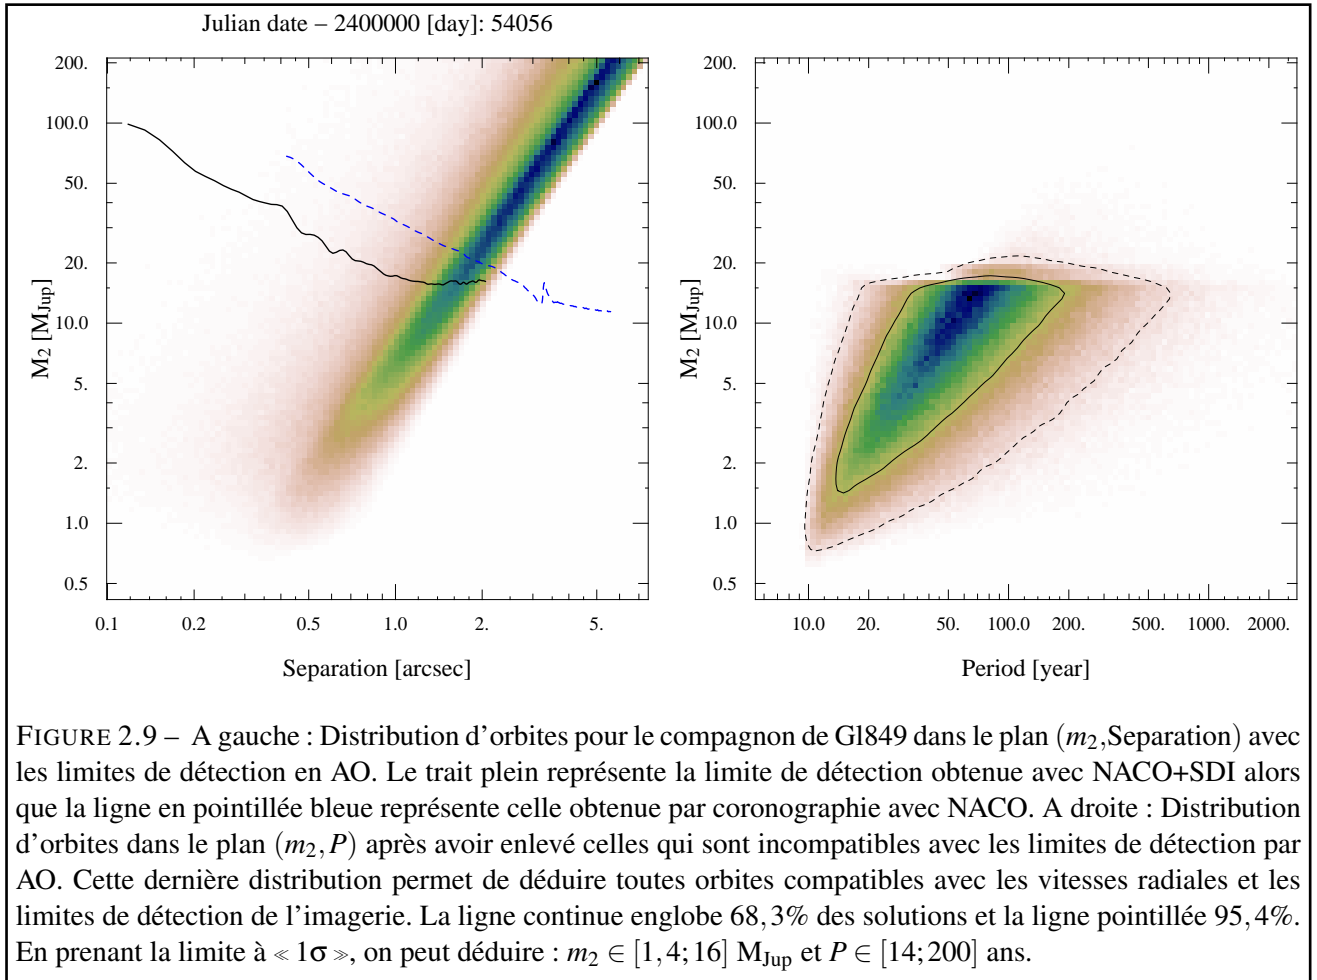 Julian date – 2400000 [day]: 54056
200.
100.0
50.
20.
10.0
5.
2.
1.0
0.5
M2 [MJup]
0.1 0.2 0.5 1.0 2. 5.
Separation [arcsec]
200.
100.0
50.
20.
10.0
5.
2.
1.0
0.5
M2 [MJup]
10.0 20. 50. 100.0 200. 500. 1000. 2000.
Period [year]
FIGURE 2.9 – A gauche : Distribution d'orbites pour le compagnon de Gl849 dans le plan (m2,Separation) avec
les limites de détection en AO. Le trait plein représente la limite de détection obtenue avec NACO+SDI alors
que la ligne en pointillée bleue représente celle obtenue par coronographie avec NACO. A droite : Distribution
d'orbites dans le plan (m2,P) après avoir enlevé celles qui sont incompatibles avec les limites de détection par
AO. Cette dernière distribution permet de déduire toutes orbites compatibles avec les vitesses radiales et les
limites de détection de l'imagerie. La ligne continue englobe 68,3% des solutions et la ligne pointillée 95,4%.
En prenant la limite à « 1σ », on peut déduire : m2 ∈ [1,4;16] MJup et P ∈ [14;200] ans.